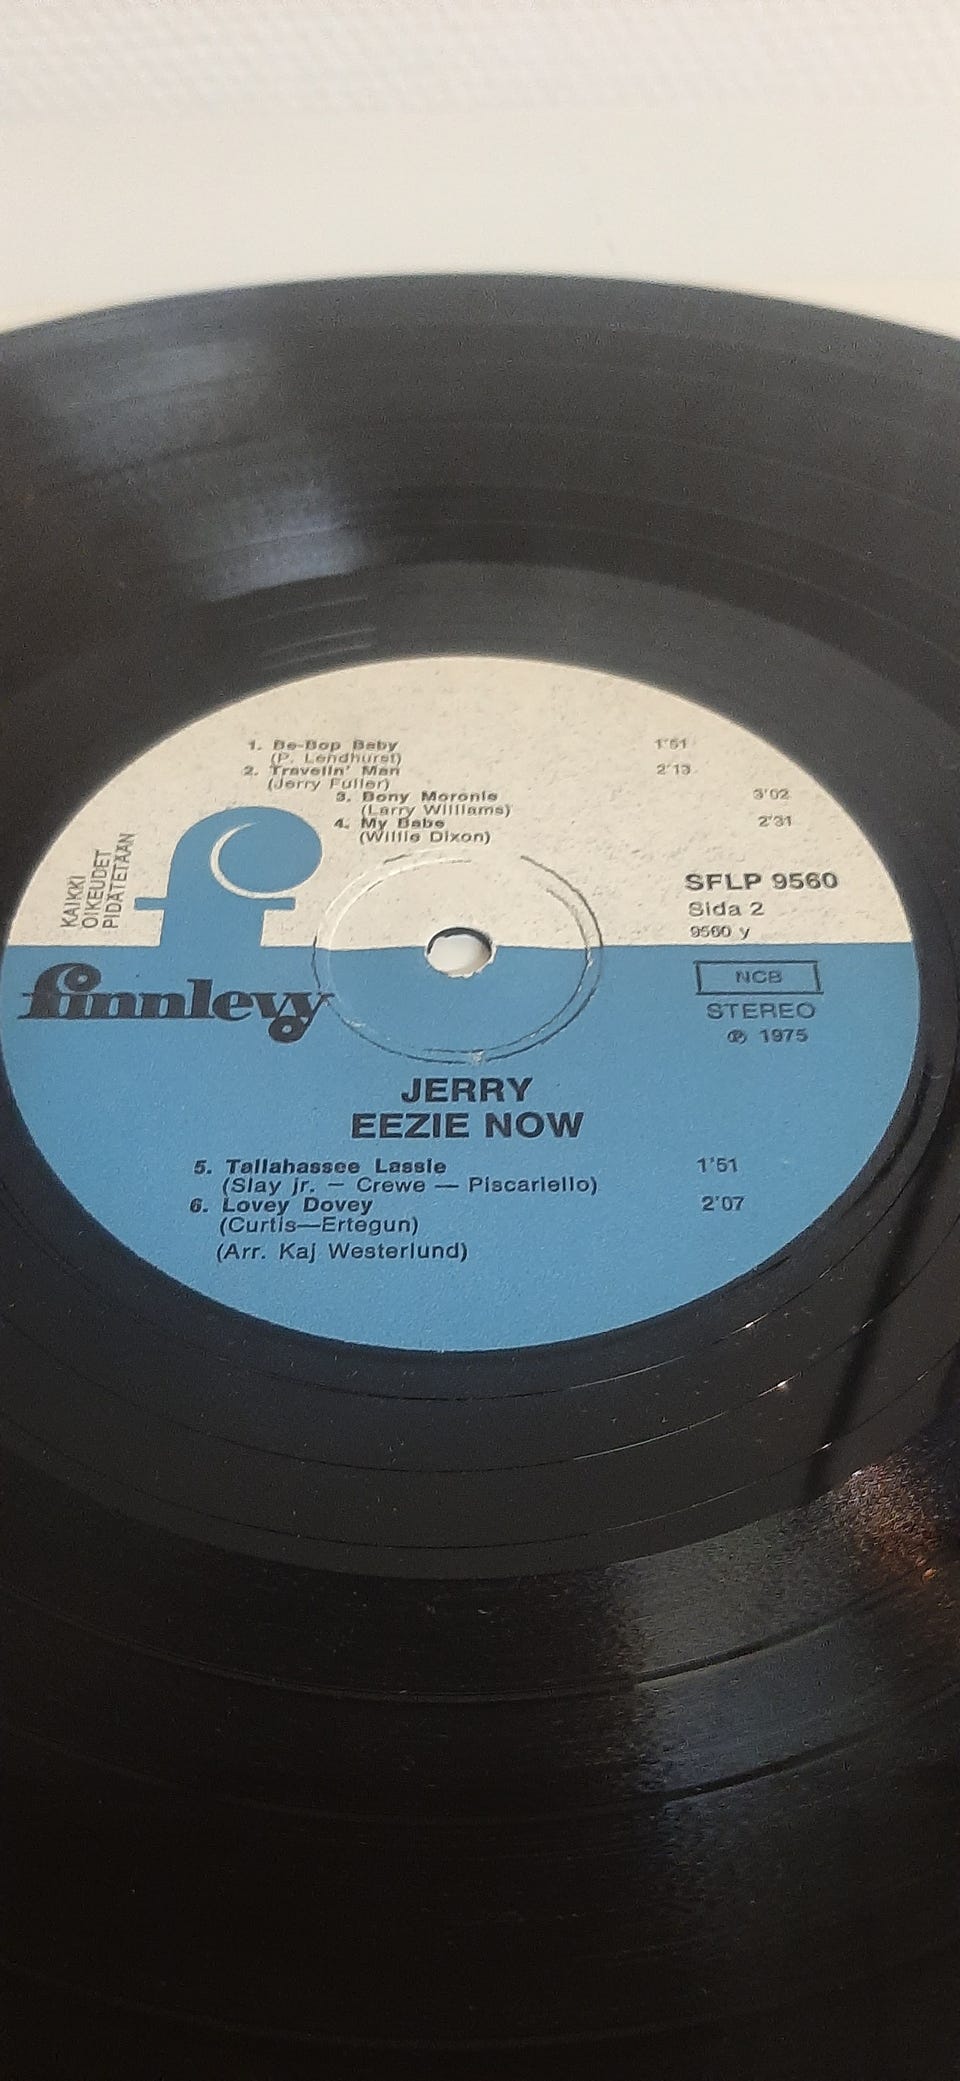 1. Be-Bop Baby 1'51
(P. Lendhurst)
2. Travelin' Man 2'13
(Jerry Fuller)
3. Bony Moronie 3'02
(Larry Williams)
4. My Babe 2'31
(Willie Dixon)
KAIKKI
OIKEUDET
PIDÄTETÄÄN
f
SFLP 9560
Sida 2
9560 y
finnlevy
NCB
STEREO
℗ 1975
JERRY
EEZIE NOW
5. Tallahassee Lassie 1'51
(Slay jr. – Crewe — Piscariello)
6. Lovey Dovey 2'07
(Curtis—Ertegun)
(Arr. Kaj Westerlund)